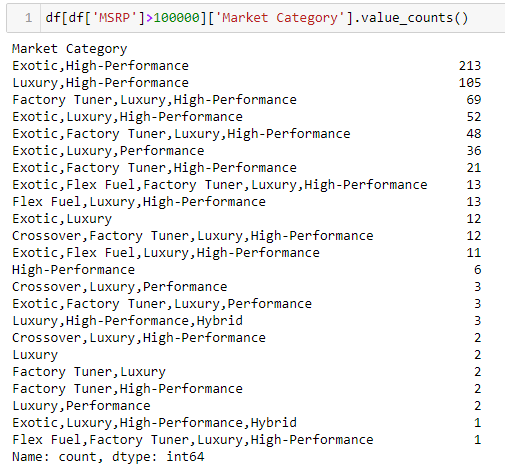 1 df[df['MSRP']>100000]['Market Category'].value_counts()
Market Category
Exotic,High-Performance 213
Luxury,High-Performance 105
Factory Tuner,Luxury,High-Performance 69
Exotic,Luxury,High-Performance 52
Exotic,Factory Tuner,Luxury,High-Performance 48
Exotic,Luxury,Performance 36
Exotic,Factory Tuner,High-Performance 21
Exotic,Flex Fuel,Factory Tuner,Luxury,High-Performance 13
Flex Fuel,Luxury,High-Performance 13
Exotic,Luxury 12
Crossover,Factory Tuner,Luxury,High-Performance 12
Exotic,Flex Fuel,Luxury,High-Performance 11
High-Performance 6
Crossover,Luxury,Performance 3
Exotic,Factory Tuner,Luxury,Performance 3
Luxury,High-Performance,Hybrid 3
Crossover,Luxury,High-Performance 2
Luxury 2
Factory Tuner,Luxury 2
Factory Tuner,High-Performance 2
Luxury,Performance 2
Exotic,Luxury,High-Performance,Hybrid 1
Flex Fuel,Factory Tuner,Luxury,High-Performance 1
Name: count, dtype: int64